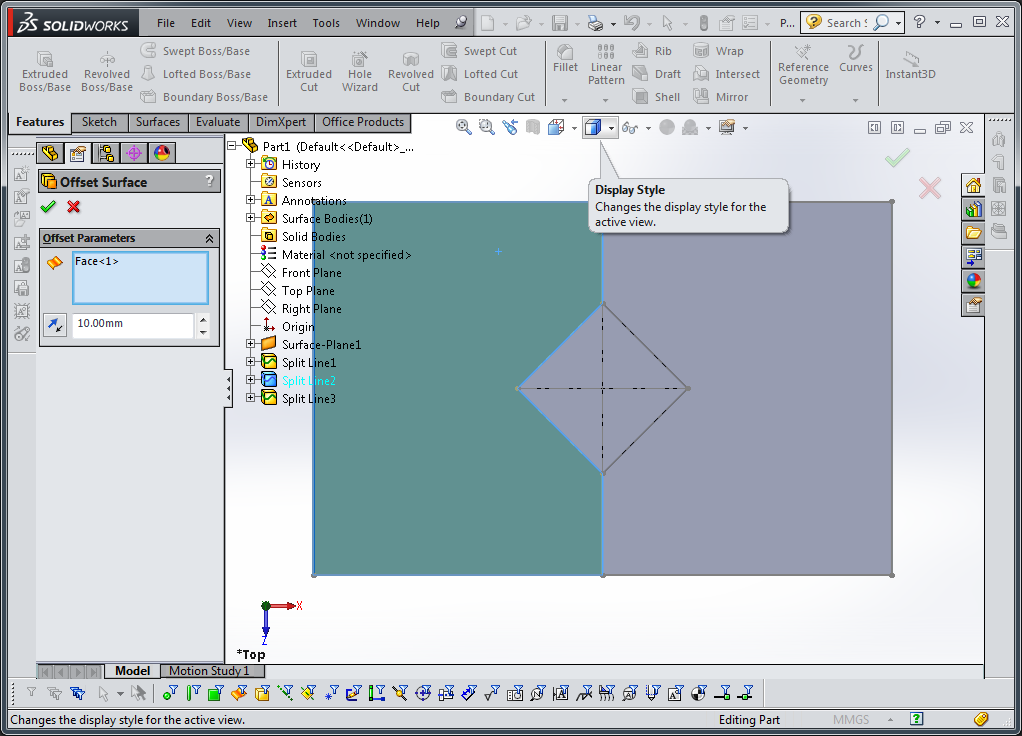 SOLIDWORKS File Edit View Insert Tools Window Help P... Search S
Extruded Boss/Base
Revolved Boss/Base
Swept Boss/Base
Lofted Boss/Base
Boundary Boss/Base
Extruded Cut
Hole Wizard
Revolved Cut
Swept Cut
Lofted Cut
Boundary Cut
Fillet
Linear Pattern
Rib
Draft
Shell
Wrap
Intersect
Mirror
Reference Geometry
Curves
Instant3D
Features Sketch Surfaces Evaluate DimXpert Office Products
Offset Surface ?
Offset Parameters
Face<1>
10.00mm
Part1 (Default<<Default>_...
History
Sensors
Annotations
Surface Bodies(1)
Solid Bodies
Material <not specified>
Front Plane
Top Plane
Right Plane
Origin
Surface-Plane1
Split Line1
Split Line2
Split Line3
Display Style
Changes the display style for the
active view.
X
Z
*Top
Model Motion Study 1
Changes the display style for the active view. Editing Part MMGS